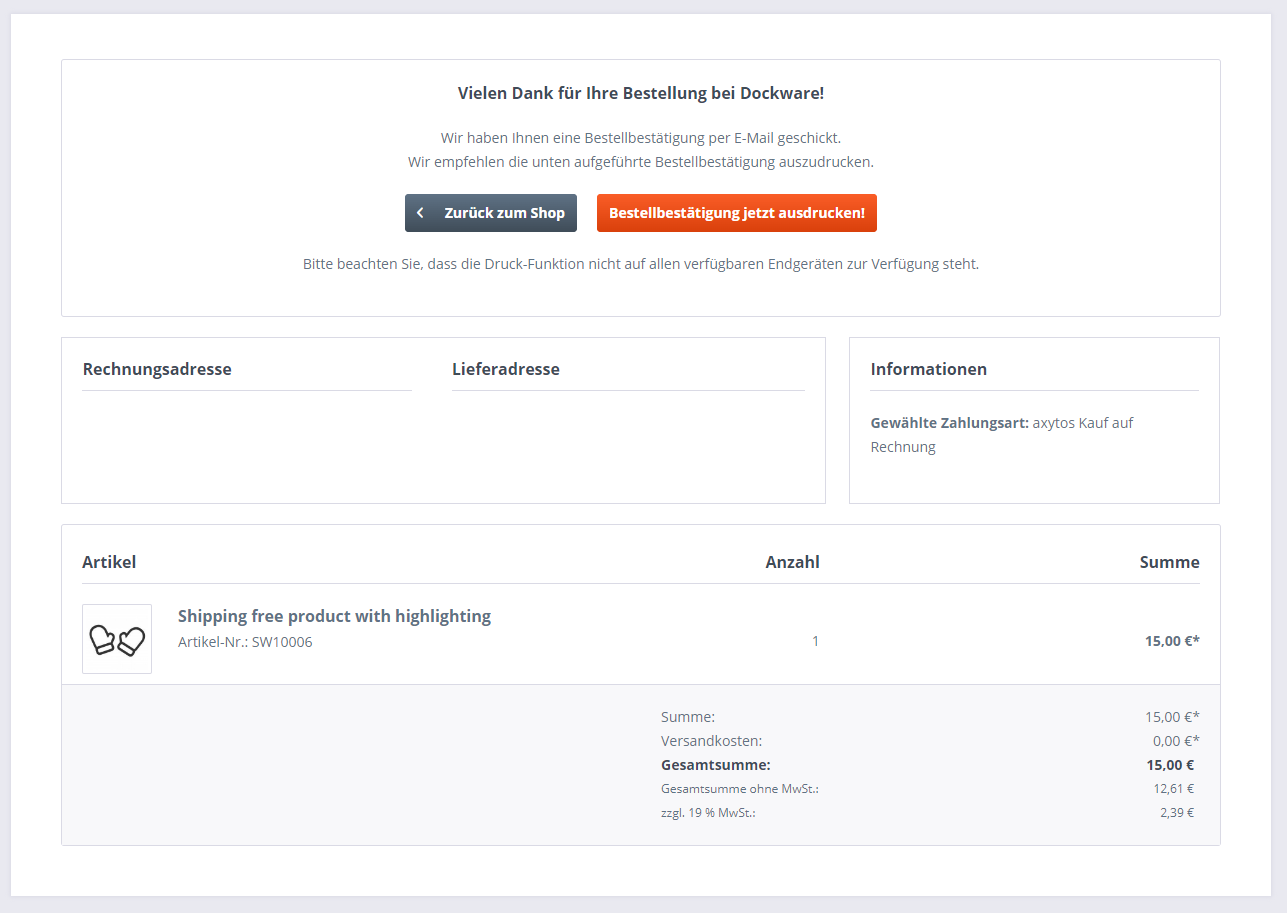 Vielen Dank für Ihre Bestellung bei Dockware!
Wir haben Ihnen eine Bestellbestätigung per E-Mail geschickt.
Wir empfehlen die unten aufgeführte Bestellbestätigung auszudrucken.
Zurück zum Shop
Bestellbestätigung jetzt ausdrucken!
Bitte beachten Sie, dass die Druck-Funktion nicht auf allen verfügbaren Endgeräten zur Verfügung steht.
Rechnungsadresse
Lieferadresse
Informationen
Gewählte Zahlungsart: axytos Kauf auf
Rechnung
Artikel Anzahl Summe
Shipping free product with highlighting
Artikel-Nr.: SW10006 1 15,00 €*
Summe: 15,00 €*
Versandkosten: 0,00 €*
Gesamtsumme: 15,00 €
Gesamtsumme ohne MwSt.: 12,61 €
zzgl. 19 % MwSt.: 2,39 €